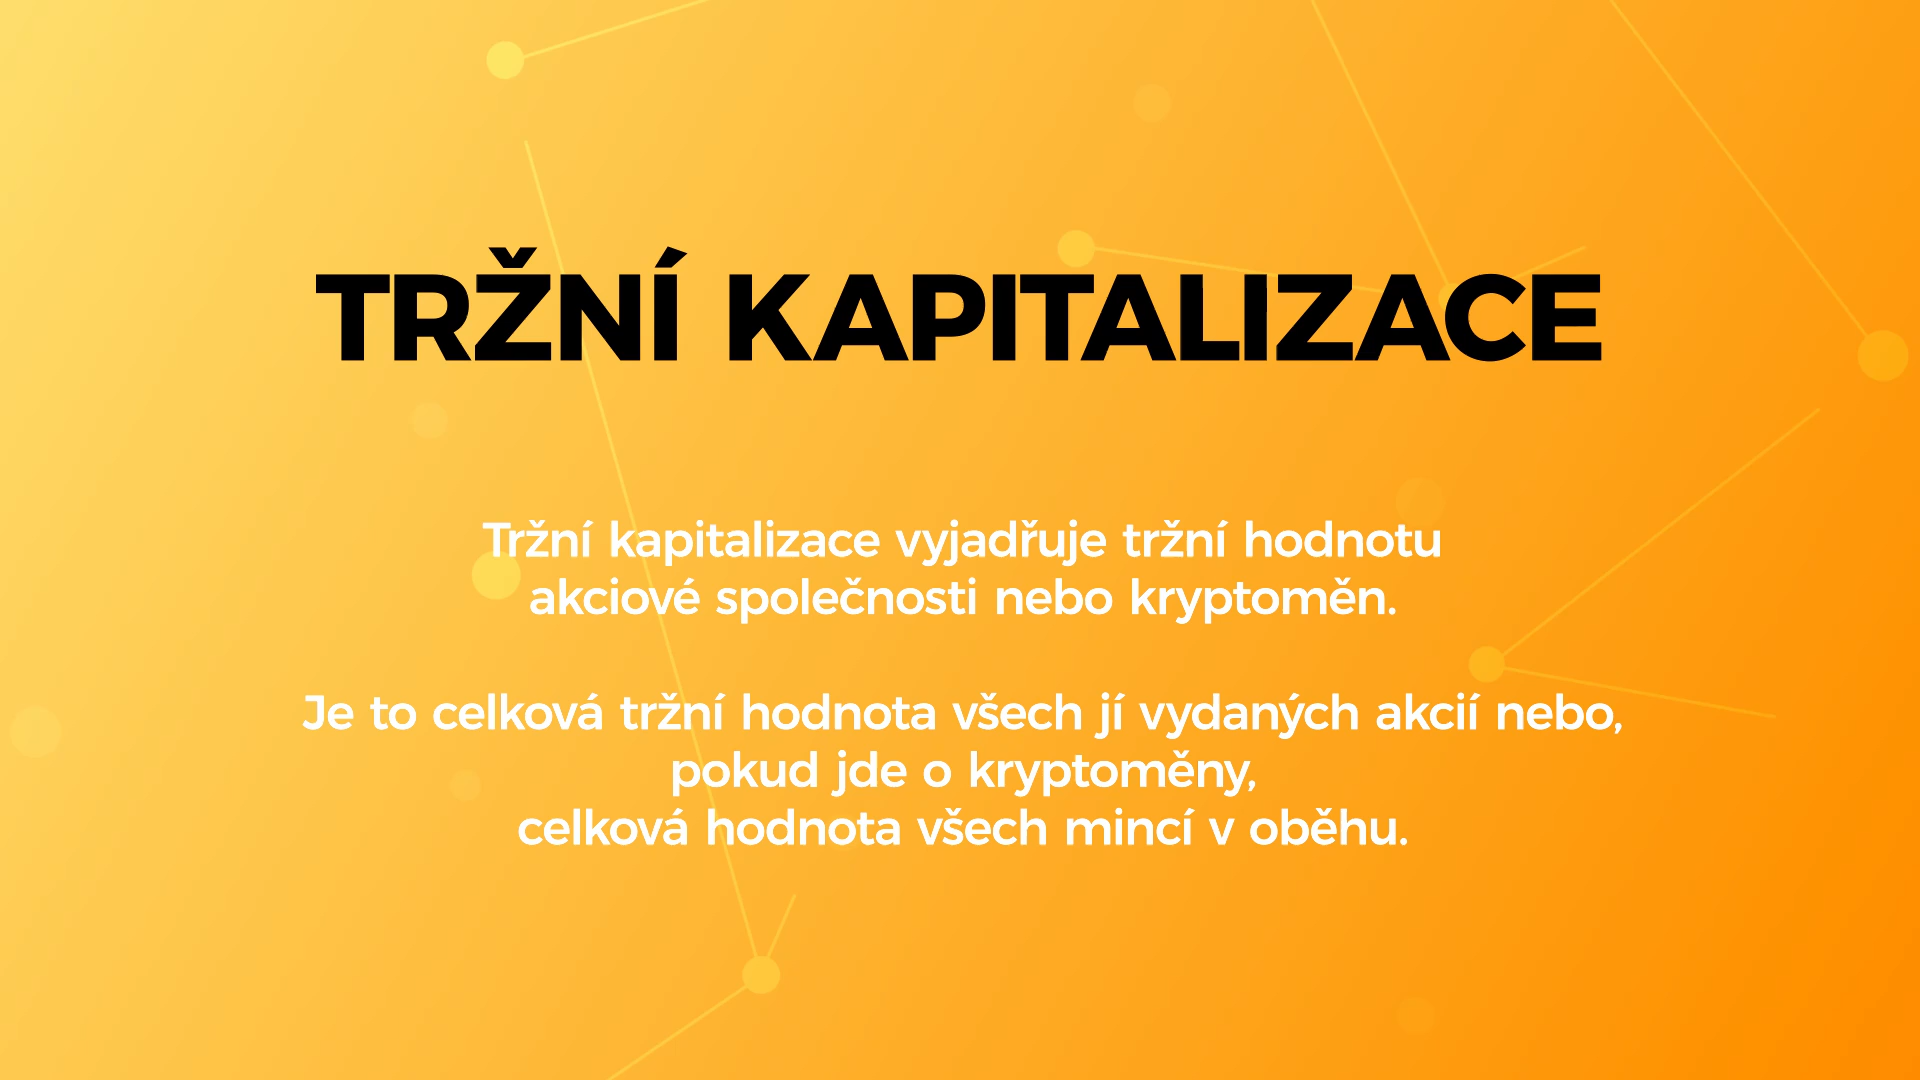 TRŽNÍ KAPITALIZACE
Tržní kapitalizace vyjadřuje tržní hodnotu
akciové společnosti nebo kryptoměn.
Je to celková tržní hodnota všech jí vydaných akcií nebo,
pokud jde o kryptoměny,
celková hodnota všech mincí v oběhu.